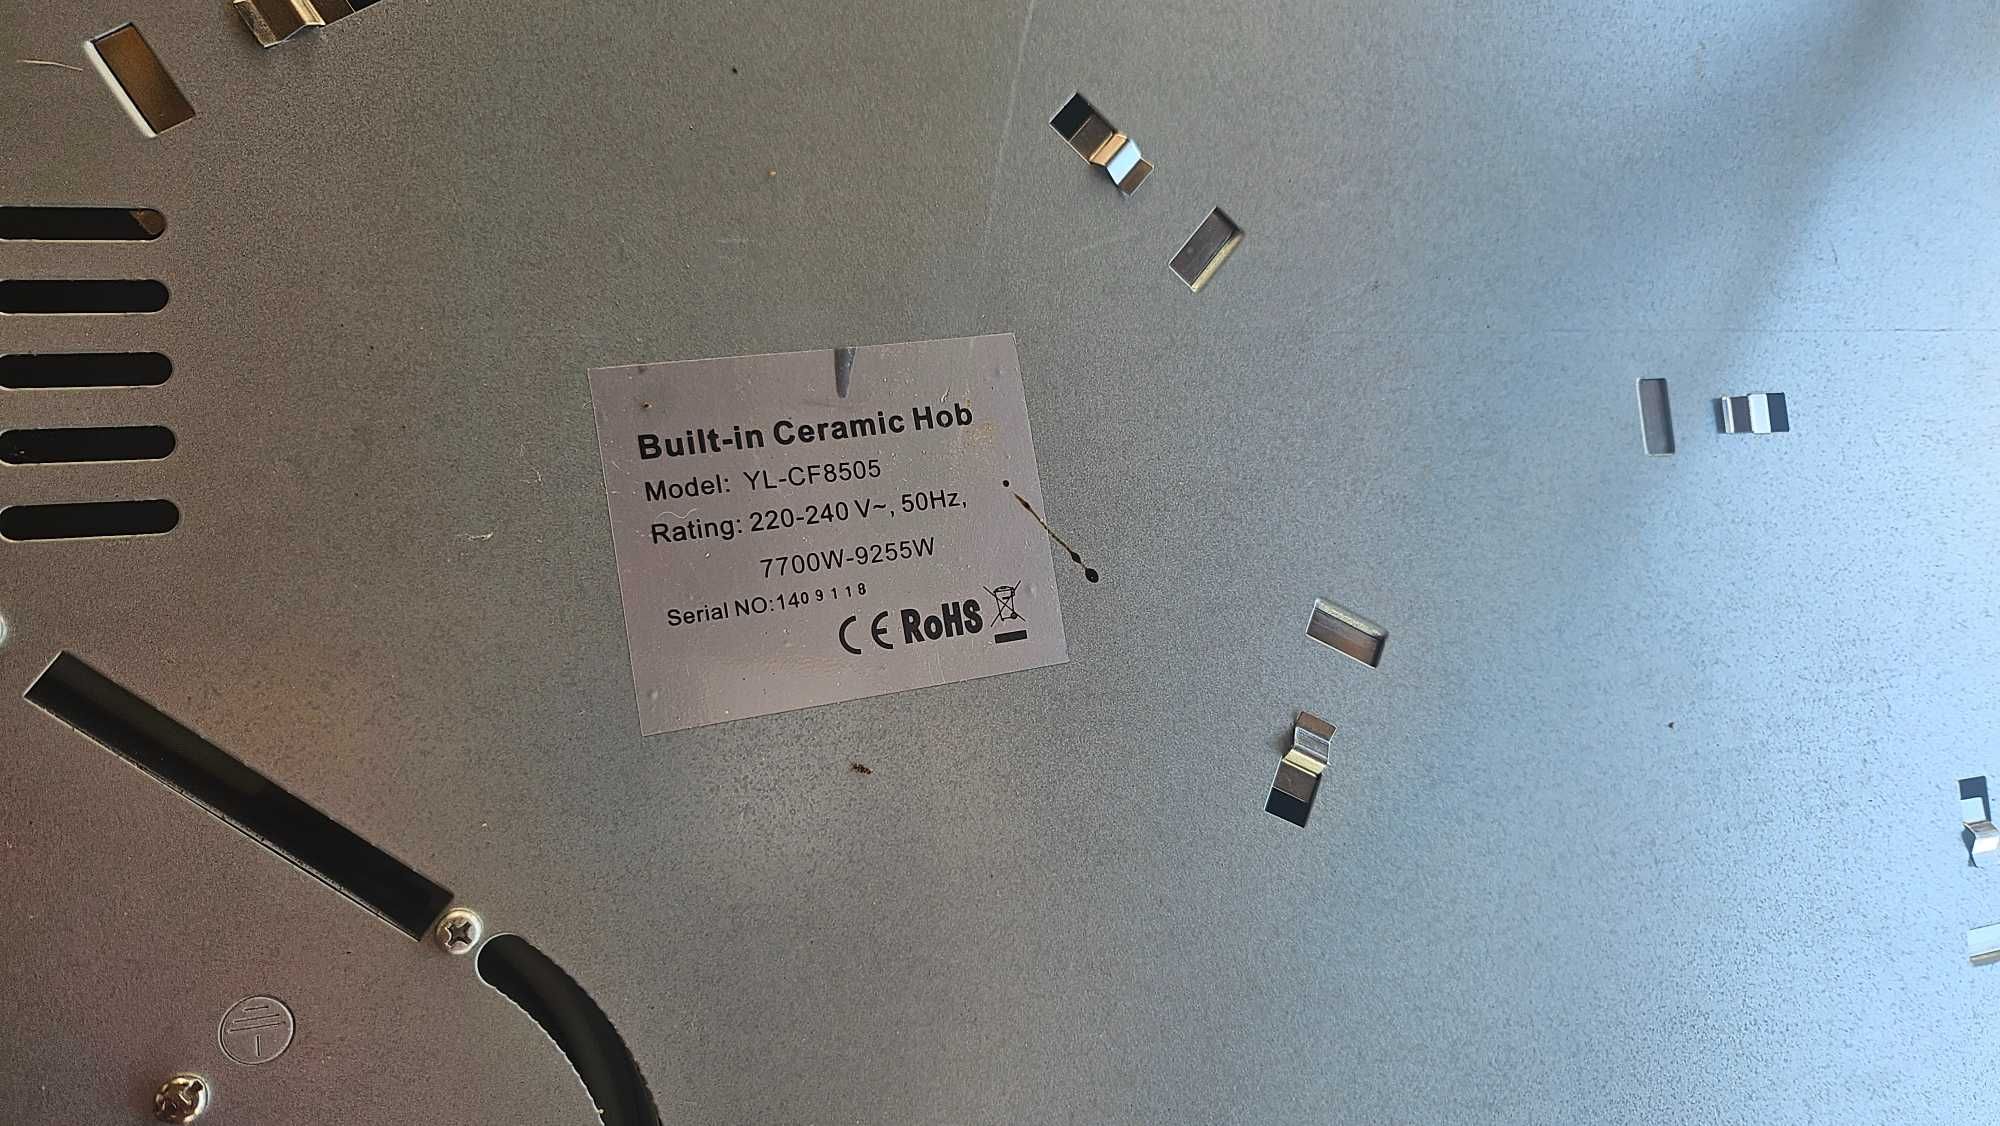 Built-in Ceramic Hob
Model: YL-CF8505
Rating: 220-240 V~, 50Hz,
7700W-9255W
Serial NO:1409118
CE RoHS